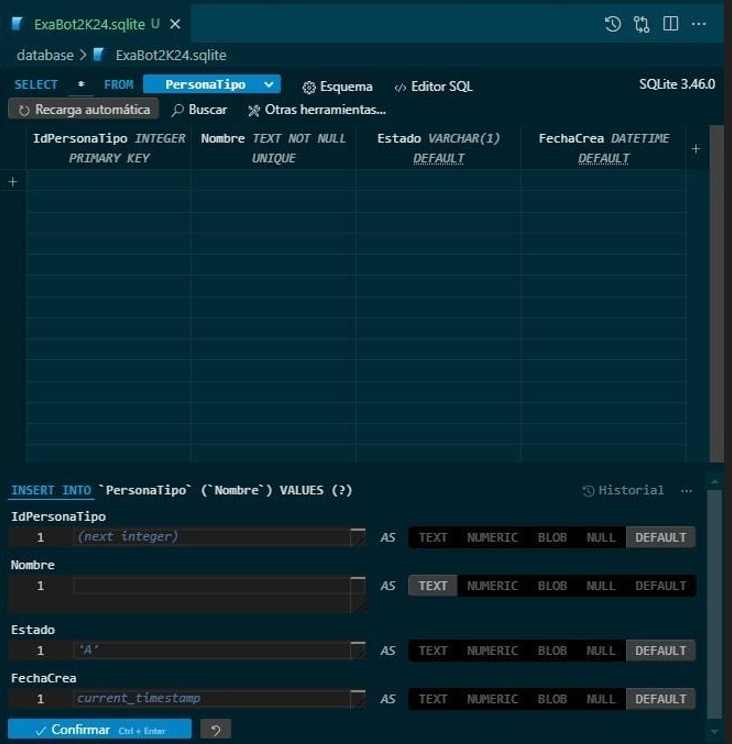 ExaBot2K24.sqlite U
database > ExaBot2K24.sqlite
SELECT * FROM PersonaTipo Esquema </> Editor SQL SQLite 3.46.0
Recarga automática Buscar Otras herramientas...
IdPersonaTipo INTEGER PRIMARY KEY
Nombre TEXT NOT NULL UNIQUE
Estado VARCHAR(1) DEFAULT
FechaCrea DATETIME DEFAULT
+
+
INSERT INTO `PersonaTipo` (`Nombre`) VALUES (?) Historial ...
IdPersonaTipo
1 (next integer) AS TEXT NUMERIC BLOB NULL DEFAULT
Nombre
1 AS TEXT NUMERIC BLOB NULL DEFAULT
Estado
1 'A' AS TEXT NUMERIC BLOB NULL DEFAULT
FechaCrea
1 current_timestamp AS TEXT NUMERIC BLOB NULL DEFAULT
Confirmar Ctrl + Enter